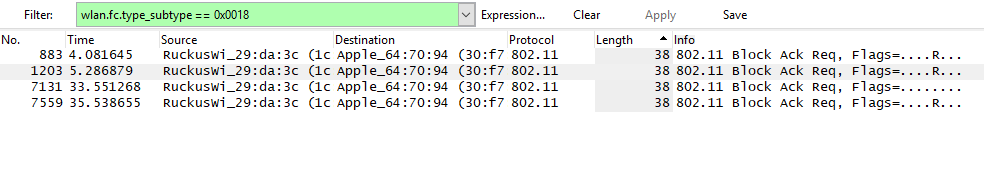 Filter: wlan.fc.type_subtype == 0x0018 Expression... Clear Apply Save
No. Time Source Destination Protocol Length Info
883 4.081645 RuckusWi_29:da:3c (1c Apple_64:70:94 (30:f7 802.11 38 802.11 Block Ack Req, Flags=....R...
1203 5.286879 RuckusWi_29:da:3c (1c Apple_64:70:94 (30:f7 802.11 38 802.11 Block Ack Req, Flags=....R...
7131 33.551268 RuckusWi_29:da:3c (1c Apple_64:70:94 (30:f7 802.11 38 802.11 Block Ack Req, Flags=........
7559 35.538655 RuckusWi_29:da:3c (1c Apple_64:70:94 (30:f7 802.11 38 802.11 Block Ack Req, Flags=....R...